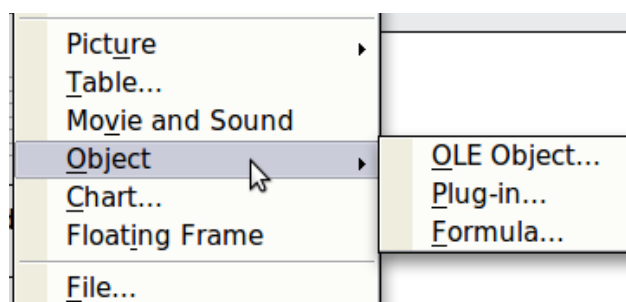 Picture
Table...
Movie and Sound
Object
Chart...
Floating Frame
File...
OLE Object...
Plug-in...
Formula...